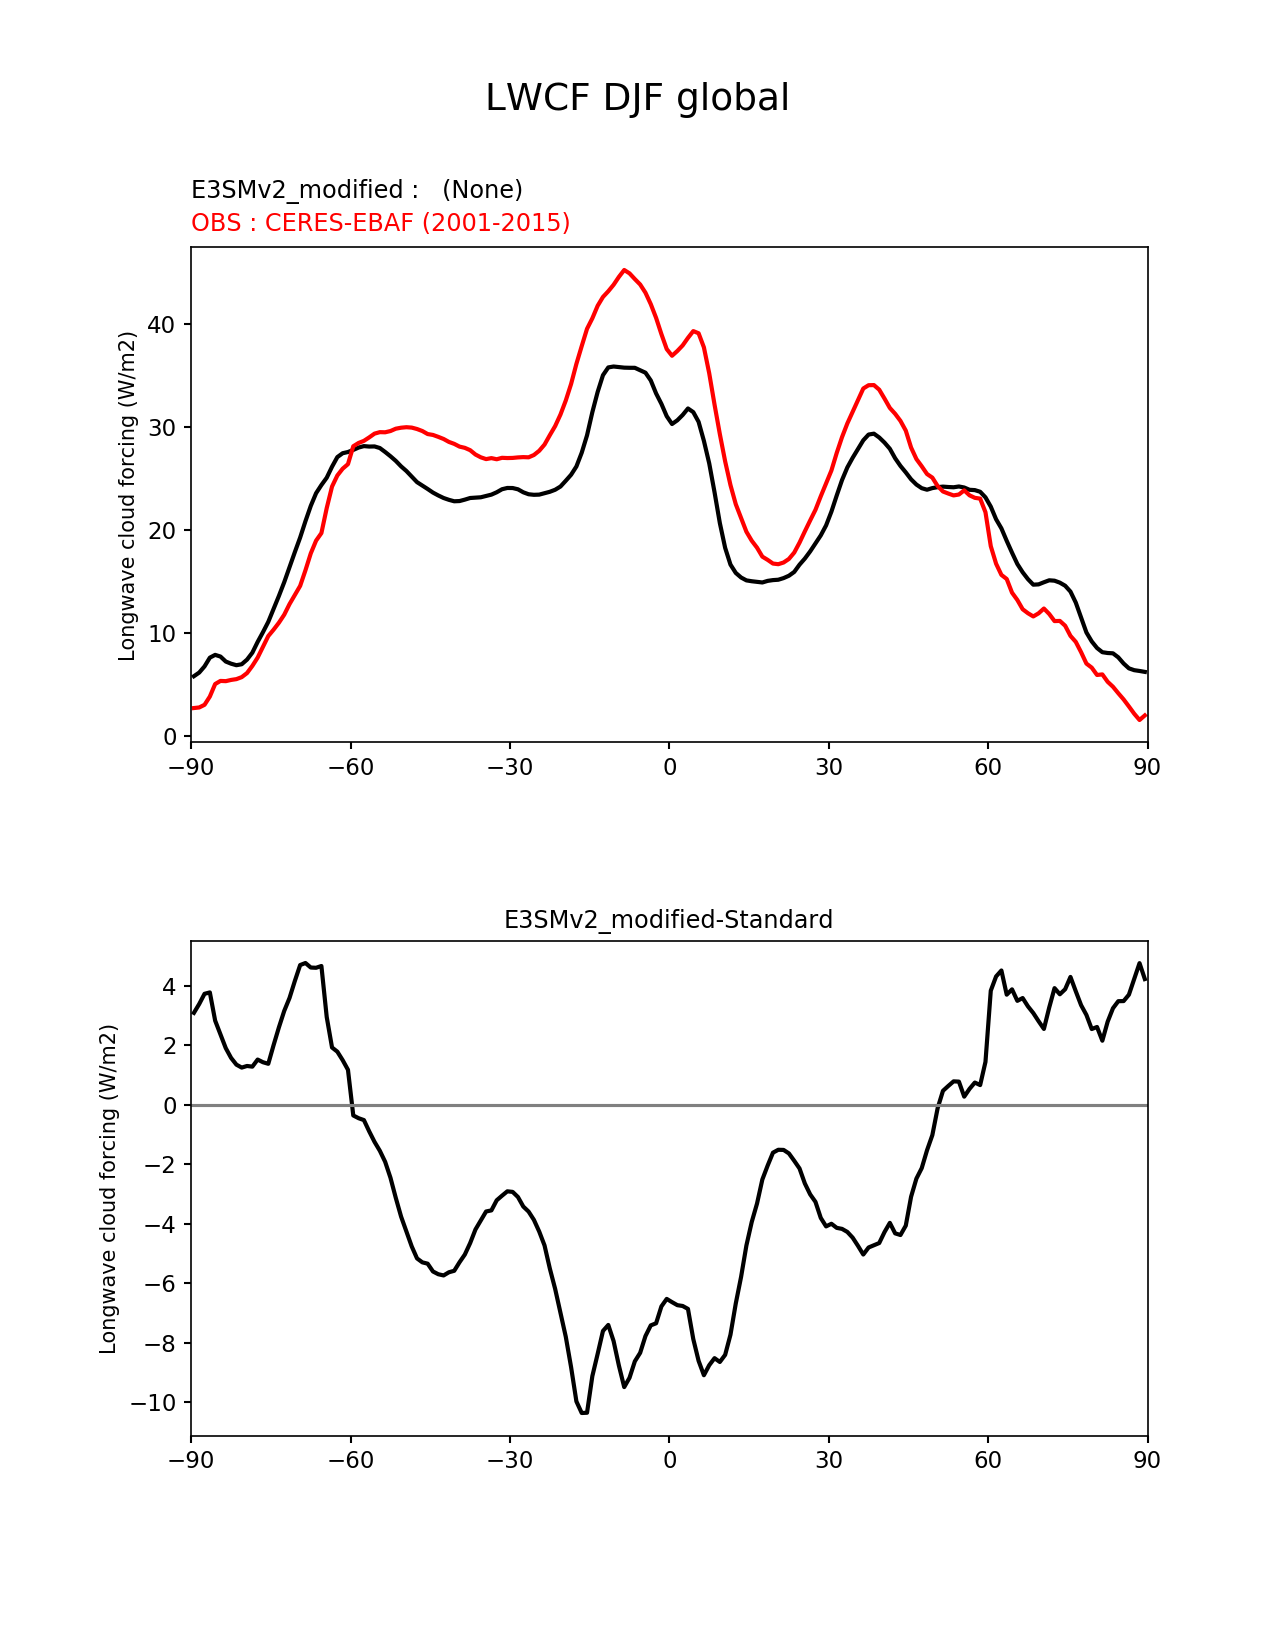 LWCF DJF global
E3SMv2_modified :   (None)
OBS : CERES-EBAF (2001-2015)
Longwave cloud forcing (W/m2)
40
30
20
10
0
−90 −60 −30 0 30 60 90
E3SMv2_modified-Standard
Longwave cloud forcing (W/m2)
4
2
0
−2
−4
−6
−8
−10
−90 −60 −30 0 30 60 90